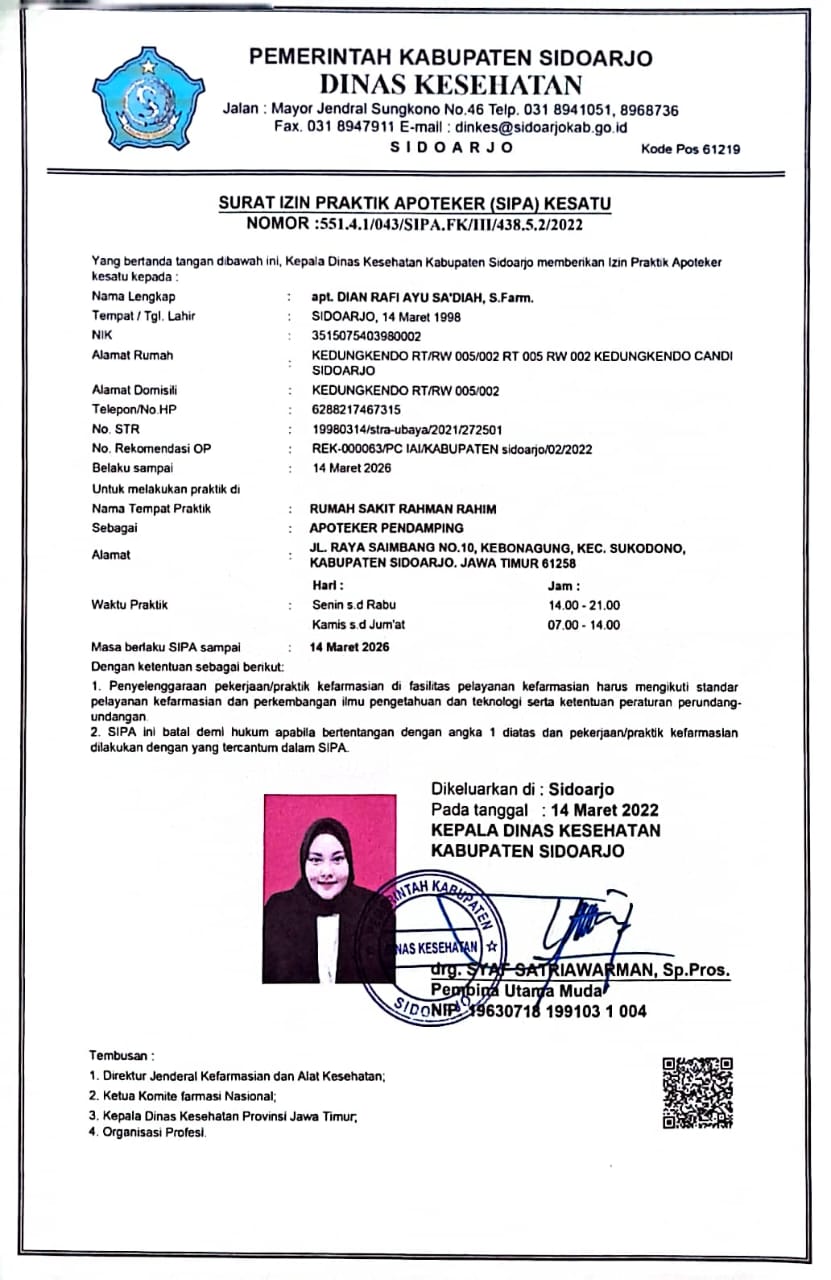 PEMERINTAH KABUPATEN SIDOARJO
DINAS KESEHATAN
Jalan : Mayor Jendral Sungkono No.46 Telp. 031 8941051, 8968736
Fax. 031 8947911 E-mail : dinkes@sidoarjokab.go.id
SIDOARJO
Kode Pos 61219
SURAT IZIN PRAKTIK APOTEKER (SIPA) KESATU
NOMOR :551.4.1/043/SIPA.FK/III/438.5.2/2022
Yang bertanda tangan dibawah ini, Kepala Dinas Kesehatan Kabupaten Sidoarjo memberikan Izin Praktik Apoteker
kesatu kepada :
Nama Lengkap : apt. DIAN RAFI AYU SA'DIAH, S.Farm.
Tempat / Tgl. Lahir : SIDOARJO, 14 Maret 1998
NIK : 3515075403980002
Alamat Rumah : KEDUNGKENDO RT/RW 005/002 RT 005 RW 002 KEDUNGKENDO CANDI
SIDOARJO
Alamat Domisili : KEDUNGKENDO RT/RW 005/002
Telepon/No.HP : 6288217467315
No. STR : 19980314/stra-ubaya/2021/272501
No. Rekomendasi OP : REK-000063/PC IAI/KABUPATEN sidoarjo/02/2022
Belaku sampai : 14 Maret 2026
Untuk melakukan praktik di
Nama Tempat Praktik : RUMAH SAKIT RAHMAN RAHIM
Sebagai : APOTEKER PENDAMPING
Alamat : JL. RAYA SAIMBANG NO.10, KEBONAGUNG, KEC. SUKODONO,
KABUPATEN SIDOARJO. JAWA TIMUR 61258
Hari : Jam :
Waktu Praktik : Senin s.d Rabu 14.00 - 21.00
Kamis s.d Jum'at 07.00 - 14.00
Masa berlaku SIPA sampai : 14 Maret 2026
Dengan ketentuan sebagai berikut:
1. Penyelenggaraan pekerjaan/praktik kefarmasian di fasilitas pelayanan kefarmasian harus mengikuti standar
pelayanan kefarmasian dan perkembangan ilmu pengetahuan dan teknologi serta ketentuan peraturan perundang-
undangan.
2. SIPA ini batal demi hukum apabila bertentangan dengan angka 1 diatas dan pekerjaan/praktik kefarmasian
dilakukan dengan yang tercantum dalam SIPA.
Dikeluarkan di : Sidoarjo
Pada tanggal : 14 Maret 2022
KEPALA DINAS KESEHATAN
KABUPATEN SIDOARJO
KABUPATEN
KESEHATAN
drg. SYAF SATRIAWARMAN, Sp.Pros.
Pembina Utama Muda
NIP. 19630718 199103 1 004
Tembusan :
1. Direktur Jenderal Kefarmasian dan Alat Kesehatan;
2. Ketua Komite farmasi Nasional;
3. Kepala Dinas Kesehatan Provinsi Jawa Timur;
4. Organisasi Profesi.